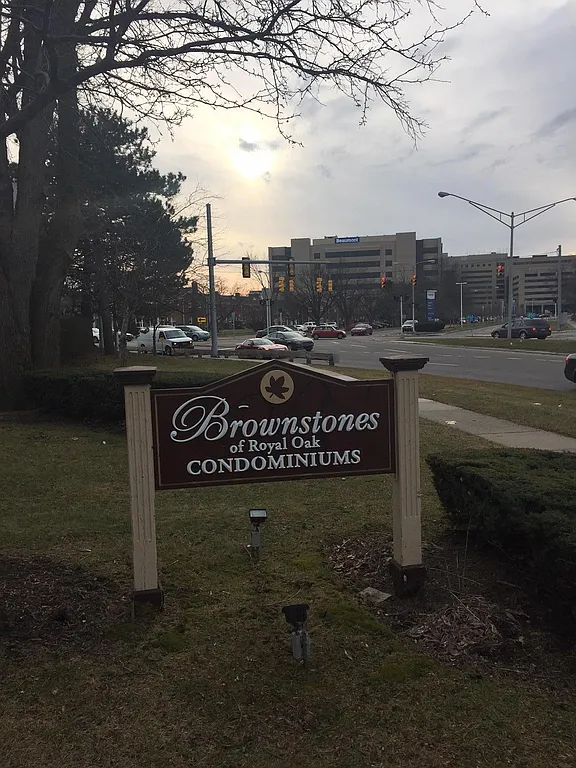 Beaumont
Brownstones
of Royal Oak
CONDOMINIUMS